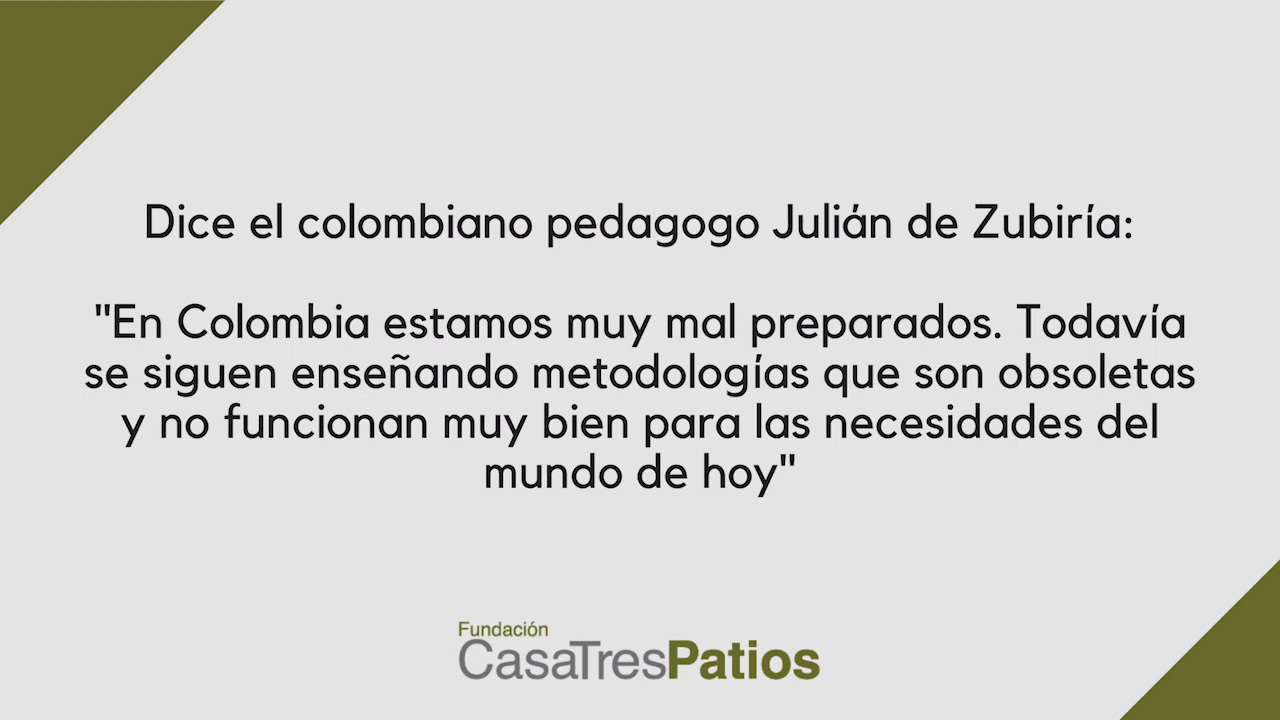 Dice el colombiano pedagogo Julián de Zubiría:
"En Colombia estamos muy mal preparados. Todavía
se siguen enseñando metodologías que son obsoletas
y no funcionan muy bien para las necesidades del
mundo de hoy"
Fundación
CasaTresPatios